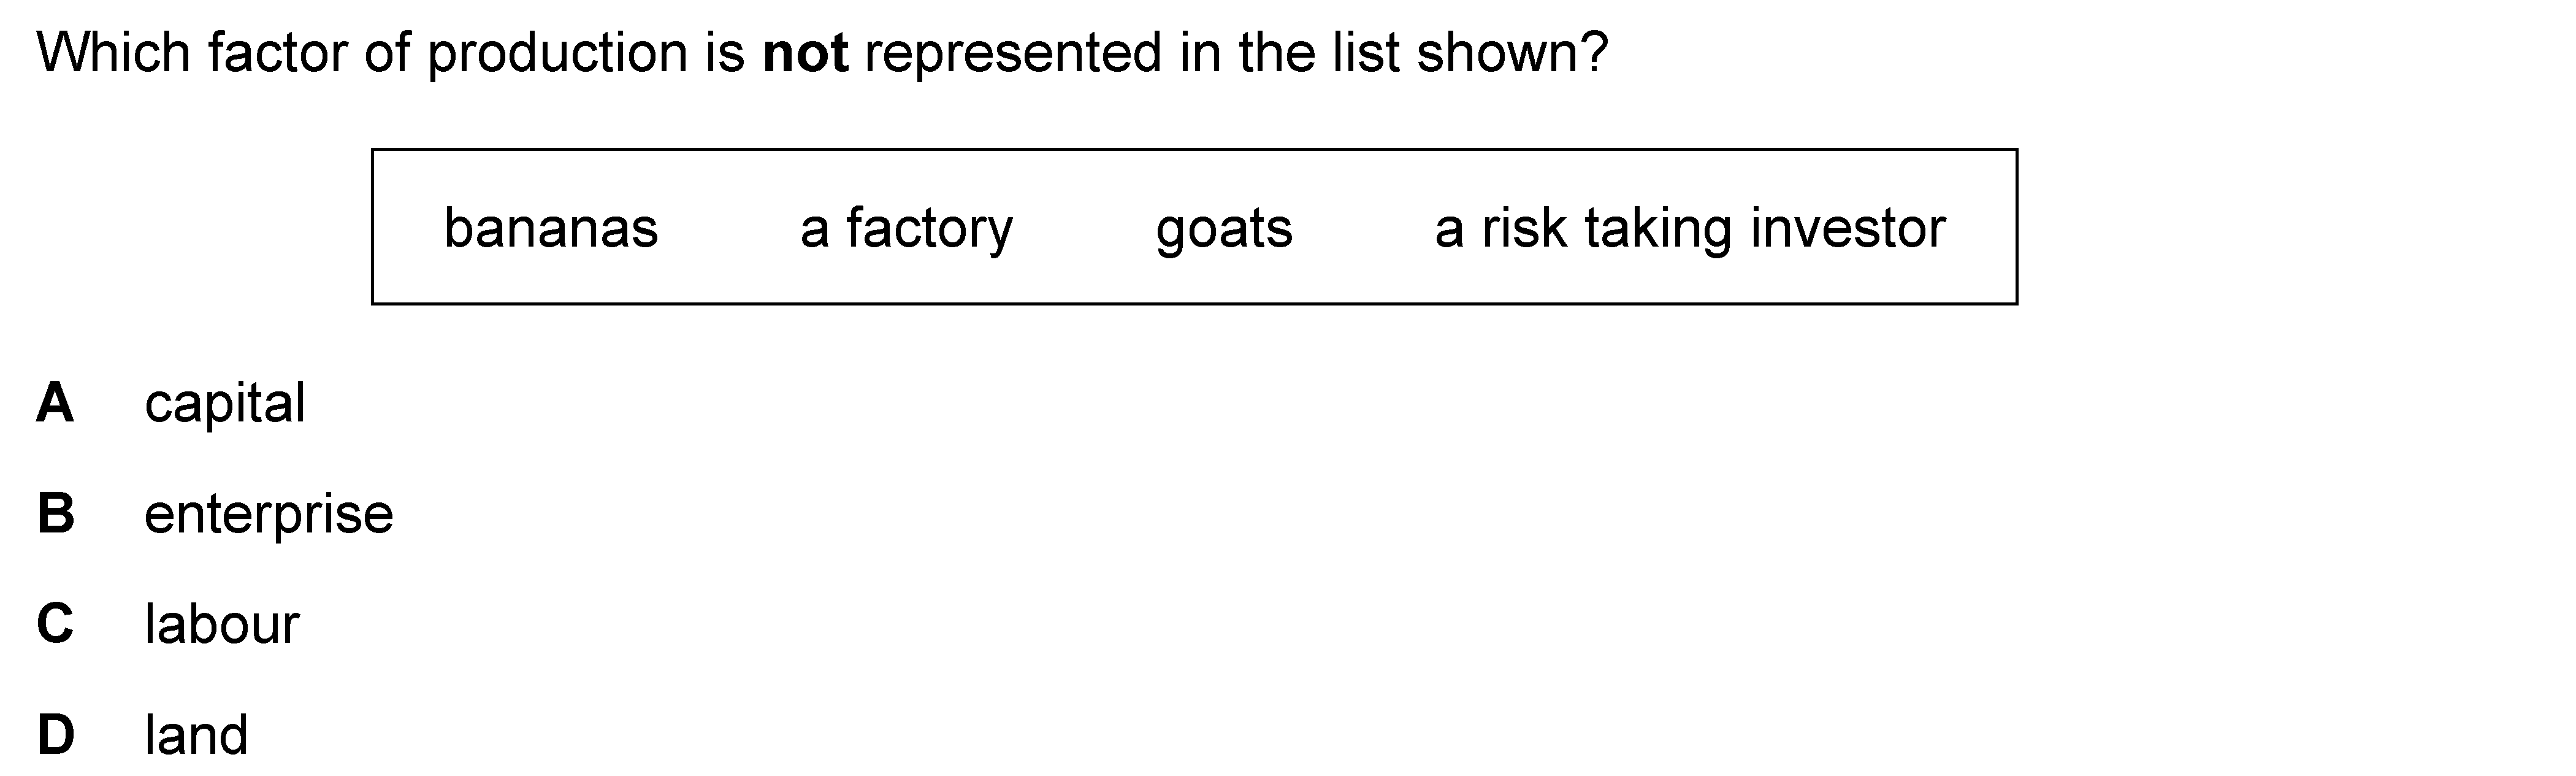 Which factor of production is not represented in the list shown?
bananas a factory goats a risk taking investor
A capital
B enterprise
C labour
D land